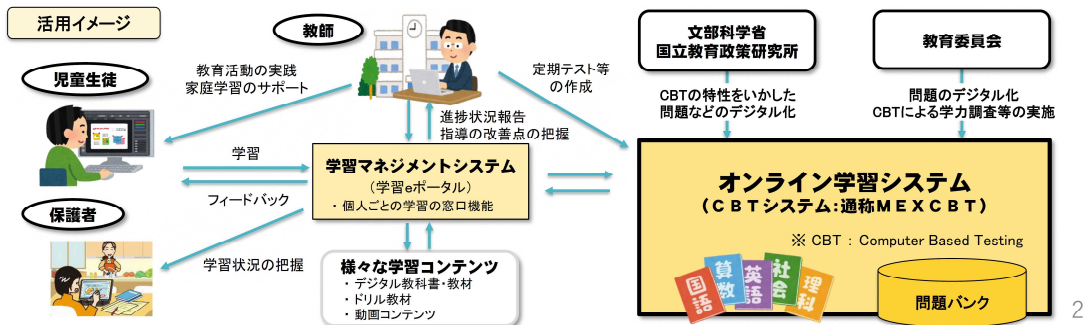 活用イメージ
教師
児童生徒
教育活動の実践
家庭学習のサポート
定期テスト等
の作成
進捗状況報告
指導の改善点の把握
学習
フィードバック
学習マネジメントシステム
（学習eポータル）
・個人ごとの学習の窓口機能
保護者
学習状況の把握
様々な学習コンテンツ
・デジタル教科書・教材
・ドリル教材
・動画コンテンツ
文部科学省
国立教育政策研究所
教育委員会
CBTの特性をいかした
問題などのデジタル化
問題のデジタル化
CBTによる学力調査等の実施
オンライン学習システム
（ＣＢＴシステム：通称ＭＥＸＣＢＴ）
※ CBT ： Computer Based Testing
国語
算数
英語
社会
理科
問題バンク
2